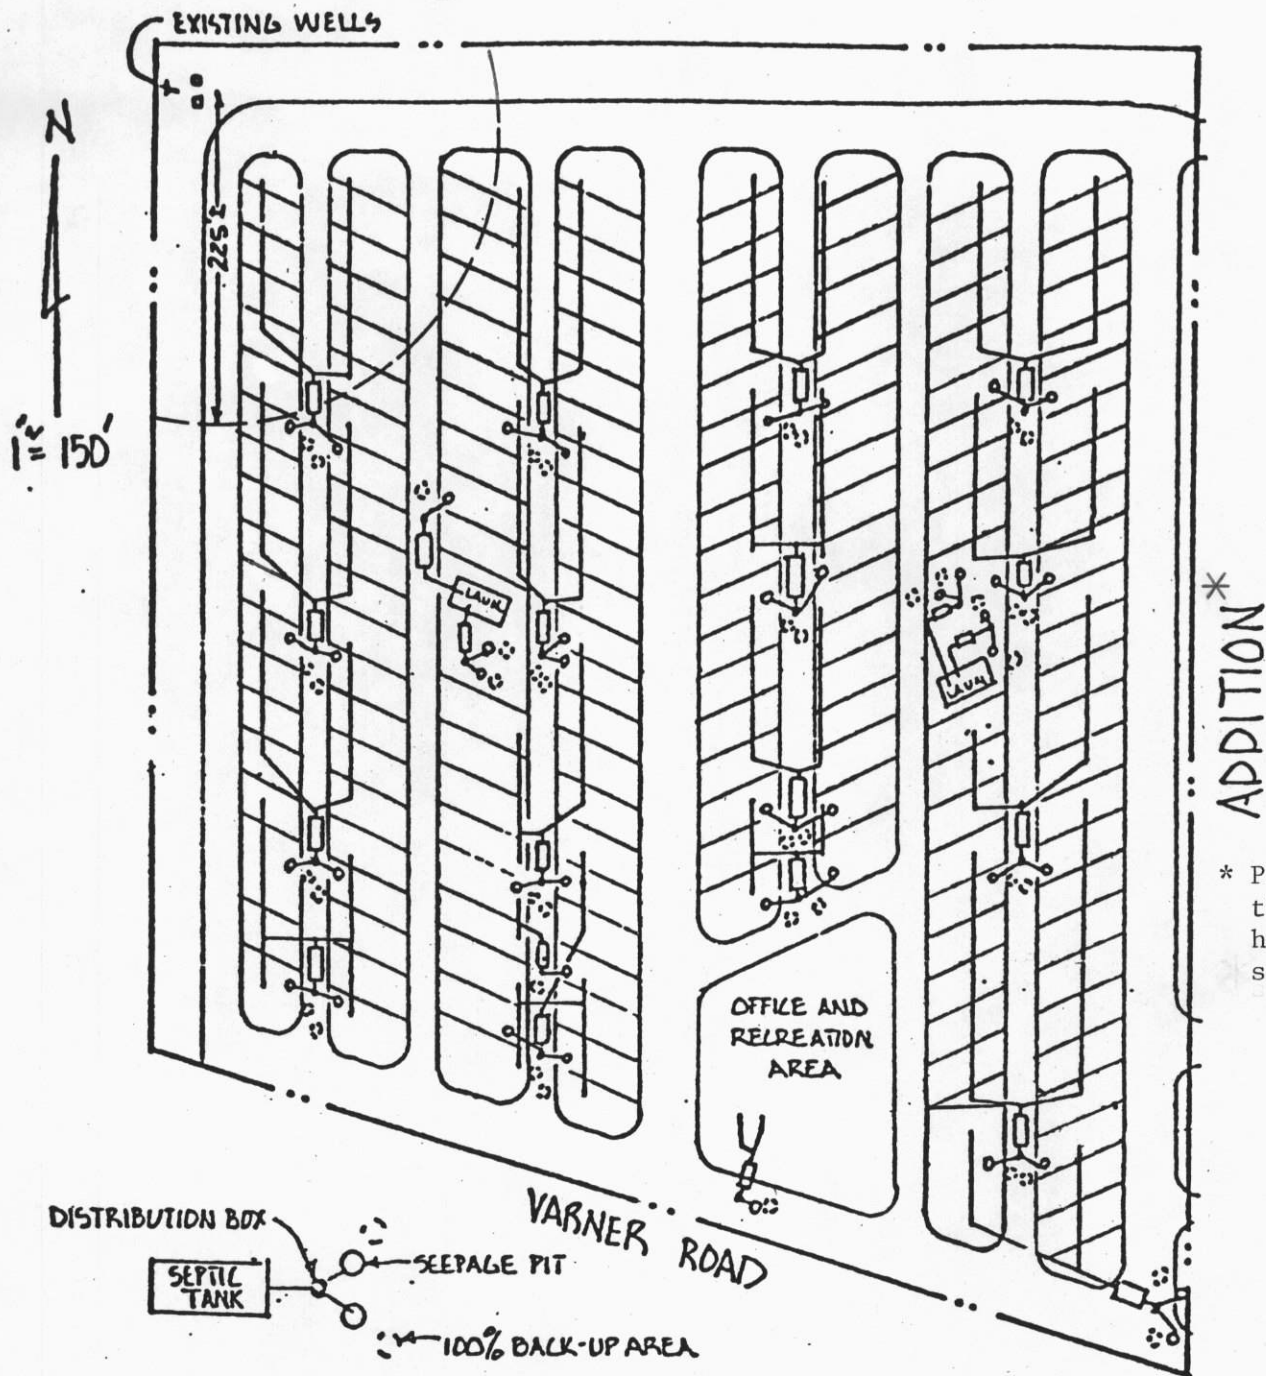 EXISTING WELLS
N
1"≈ 150'
225'±
LAUN.
LAUN.
* ADDITION
* P
t
h
s
OFFICE AND
RECREATION
AREA
VARNER ROAD
DISTRIBUTION BOX
SEPTIC
TANK
SEEPAGE PIT
100% BACK-UP AREA